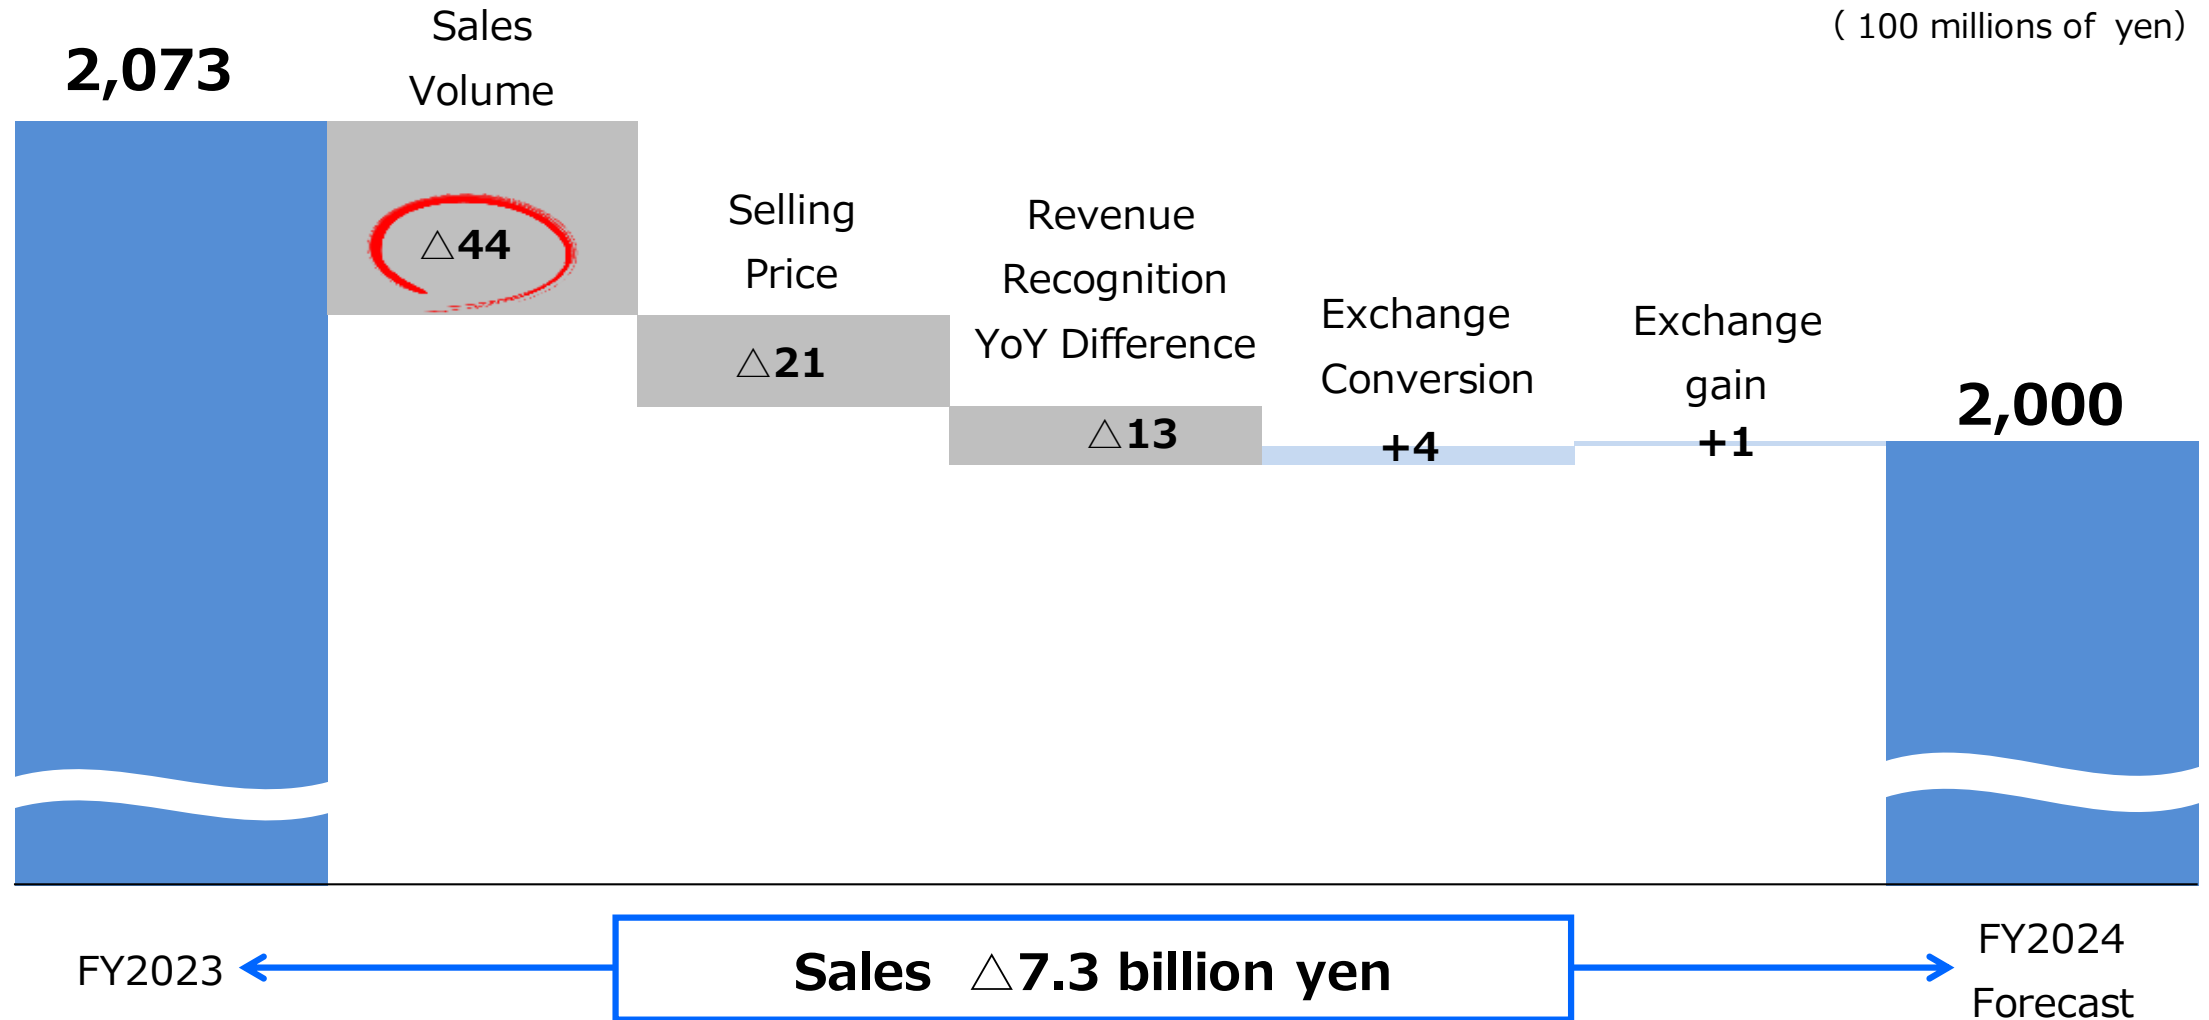 ( 100 millions of yen)
2,073
Sales
Volume
△44
Selling
Price
△21
Revenue
Recognition
YoY Difference
△13
Exchange
Conversion
+4
Exchange
gain
+1
2,000
FY2023
Sales △7.3 billion yen
FY2024
Forecast